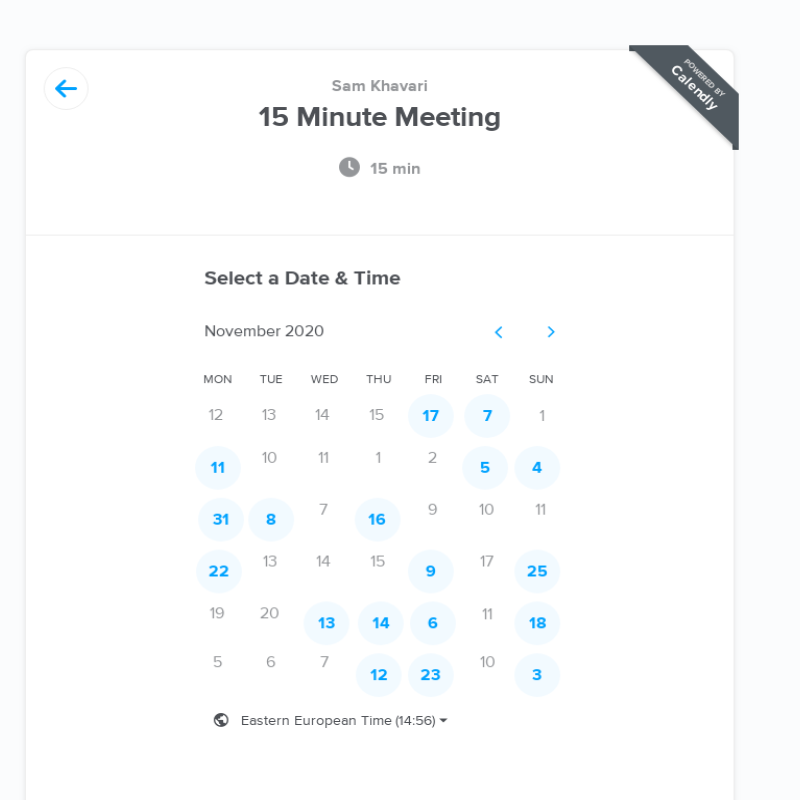 POWERED BY
Calendly
Sam Khavari
15 Minute Meeting
15 min
Select a Date & Time
November 2020
MON TUE WED THU FRI SAT SUN
12 13 14 15 17 7 1
11 10 11 1 2 5 4
31 8 7 16 9 10 11
22 13 14 15 9 17 25
19 20 13 14 6 11 18
5 6 7 12 23 10 3
Eastern European Time (14:56)